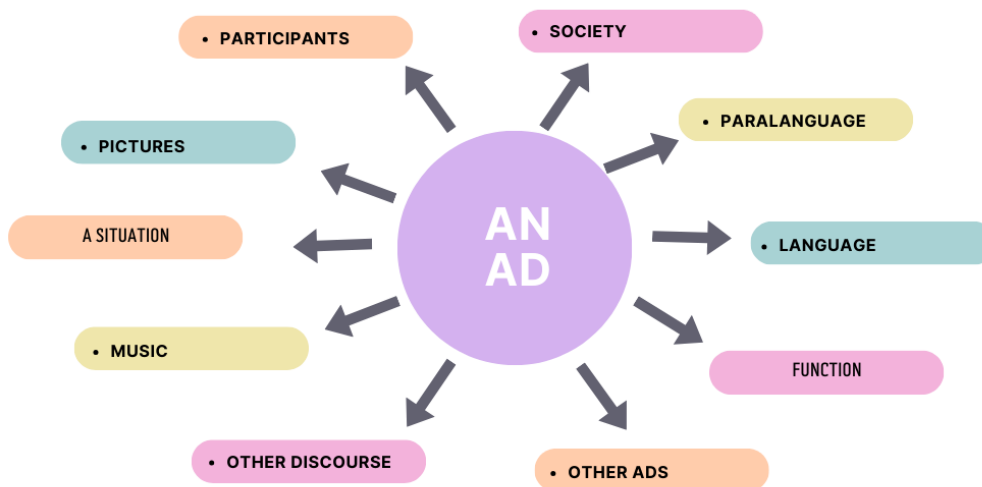 • PARTICIPANTS
• SOCIETY
• PARALANGUAGE
• PICTURES
A SITUATION
AN
AD
• LANGUAGE
• MUSIC
FUNCTION
• OTHER DISCOURSE
• OTHER ADS